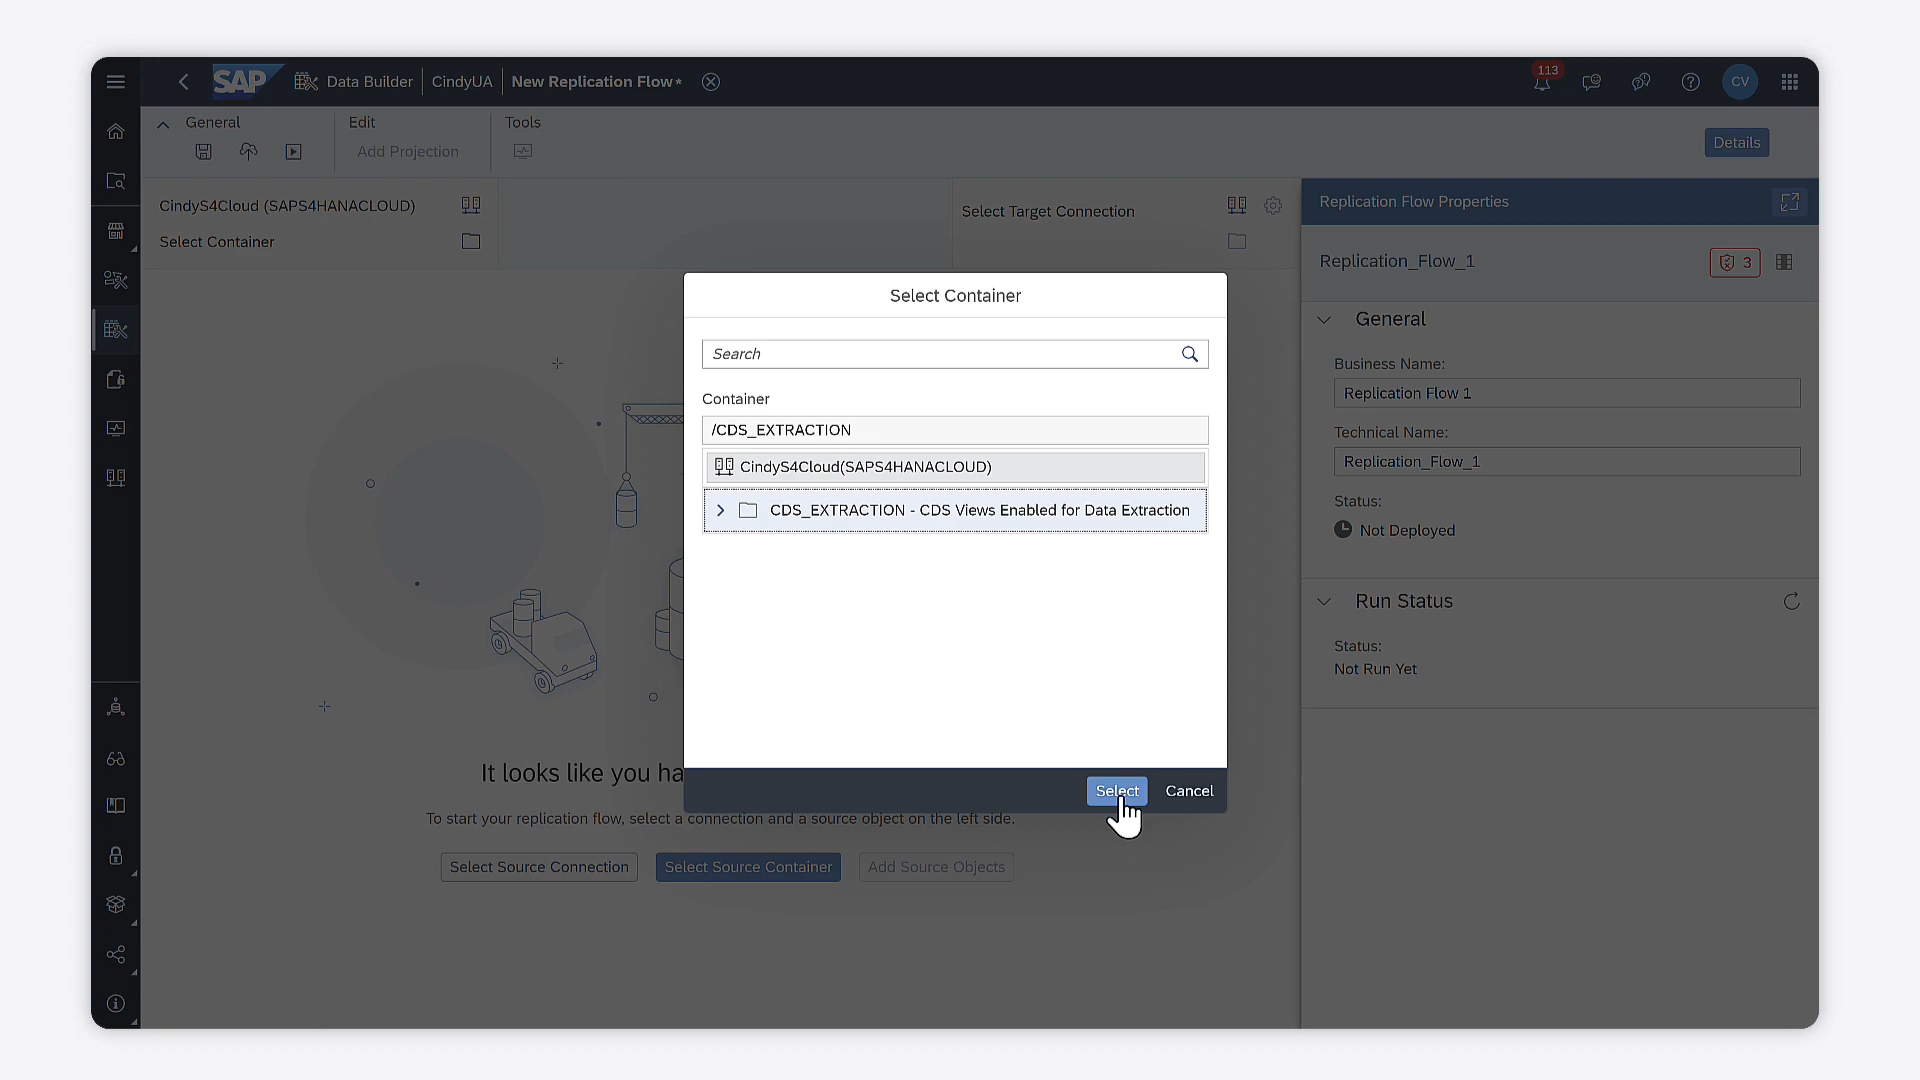 SAP Data Builder CindyUA New Replication Flow* 113 CV
General Edit Tools
Add Projection
Details
CindyS4Cloud (SAPS4HANACLOUD)
Select Container
Select Target Connection
Replication Flow Properties
Replication_Flow_1 3
General
Business Name:
Replication Flow 1
Technical Name:
Replication_Flow_1
Status:
Not Deployed
Run Status
Status:
Not Run Yet
Select Container
Search
Container
/CDS_EXTRACTION
CindyS4Cloud(SAPS4HANACLOUD)
CDS_EXTRACTION - CDS Views Enabled for Data Extraction
Select Cancel
It looks like you ha
To start your replication flow, select a connection and a source object on the left side.
Select Source Connection Select Source Container Add Source Objects